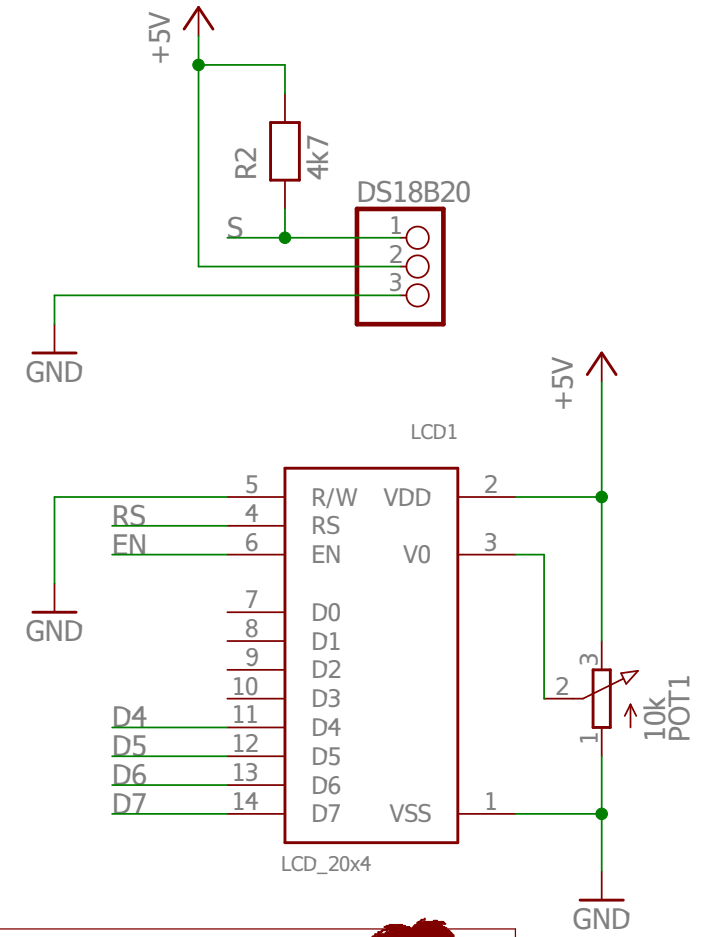 +5V
R2
4k7
DS18B20
S
1
2
3
GND
+5V
LCD1
5 R/W VDD 2
RS 4 RS
EN 6 EN V0 3
GND
7 D0
8 D1
9 D2
10 D3
D4 11 D4
D5 12 D5
D6 13 D6
D7 14 D7 VSS 1
3
2
1
10k
POT1
LCD_20x4
GND